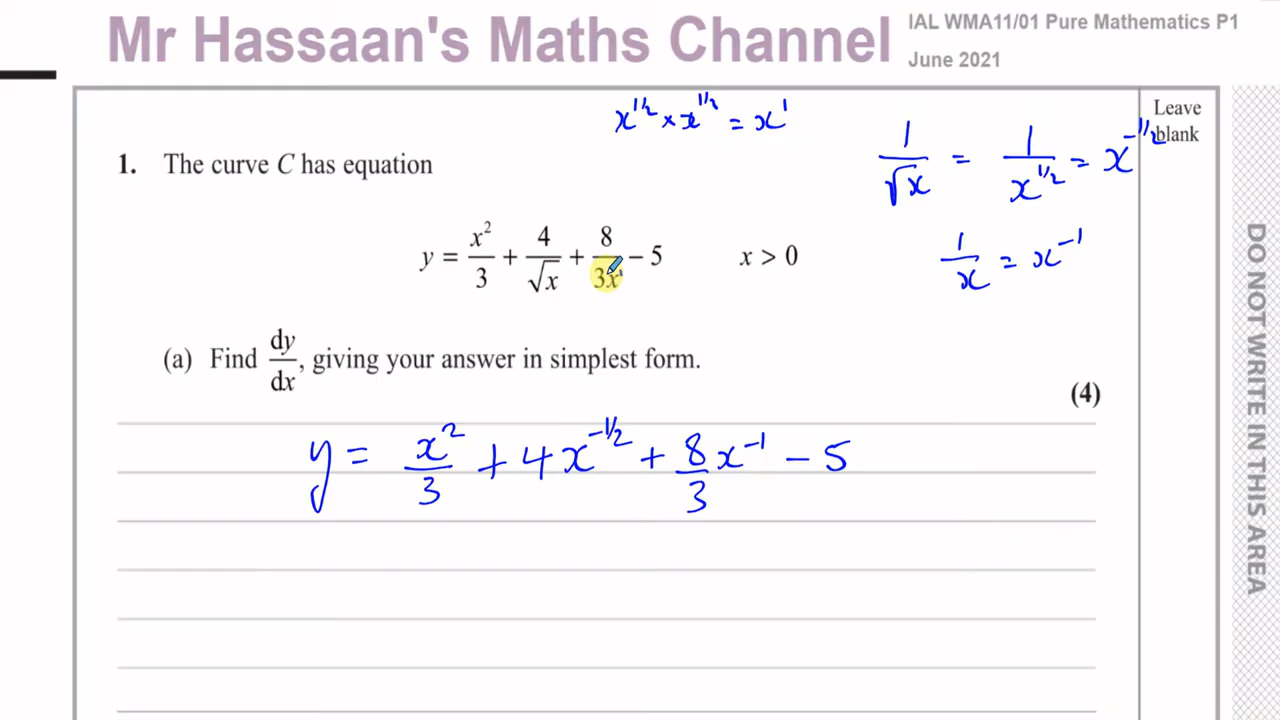 Mr Hassaan's Maths Channel
IAL WMA11/01 Pure Mathematics P1
June 2021
Leave
blank
x^{1/2} × x^{1/2} = x^1
1/√x = 1/x^{1/2} = x^{-1/2}
1. The curve C has equation
y = x²/3 + 4/√x + 8/3x^1 − 5    x > 0
1/x = x^{-1}
(a) Find dy/dx, giving your answer in simplest form.
(4)
y = x²/3 + 4x^{-1/2} + 8/3 x^{-1} − 5
DO NOT WRITE IN THIS AREA